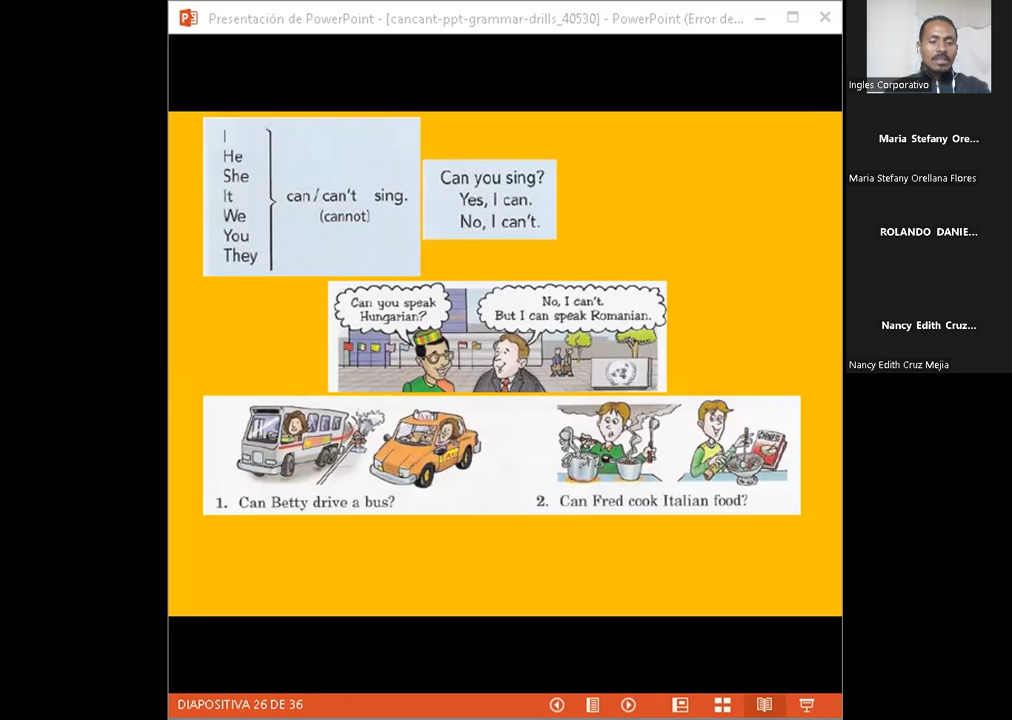 Presentación de PowerPoint - [cancant-ppt-grammar-drills_40530] - PowerPoint (Error de...
I
He
She
It
We
You
They
can / can't sing.
(cannot)
Can you sing?
Yes, I can.
No, I can't.
Can you speak
Hungarian?
No, I can't.
But I can speak Romanian.
TAXI
CHINESE
1. Can Betty drive a bus?
2. Can Fred cook Italian food?
DIAPOSITIVA 26 DE 36
Ingles Corporativo
Maria Stefany Ore...
Maria Stefany Orellana Flores
ROLANDO DANIE...
Nancy Edith Cruz...
Nancy Edith Cruz Mejia